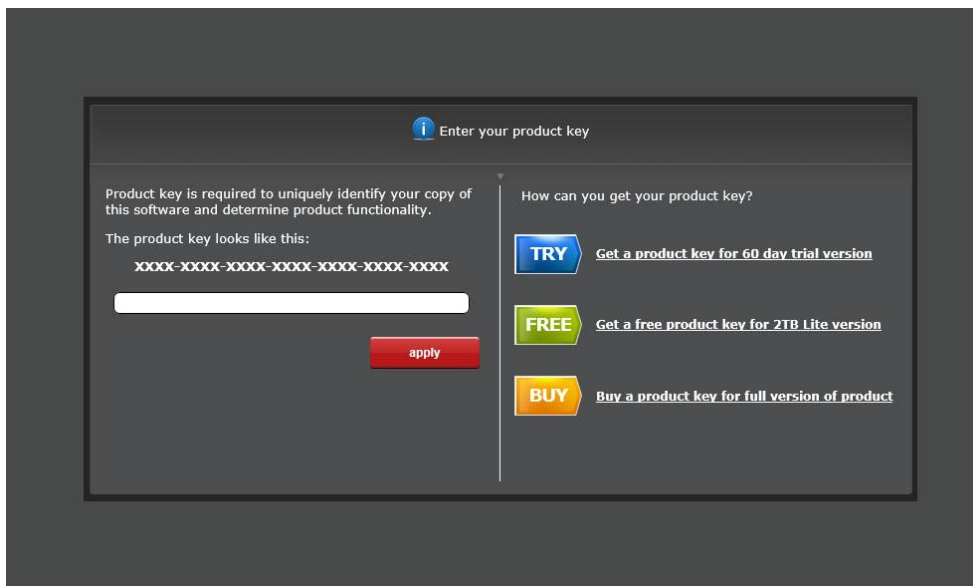 Enter your product key
Product key is required to uniquely identify your copy of
this software and determine product functionality.
The product key looks like this:
xxxx-xxxx-xxxx-xxxx-xxxx-xxxx-xxxx
apply
How can you get your product key?
TRY Get a product key for 60 day trial version
FREE Get a free product key for 2TB Lite version
BUY Buy a product key for full version of product